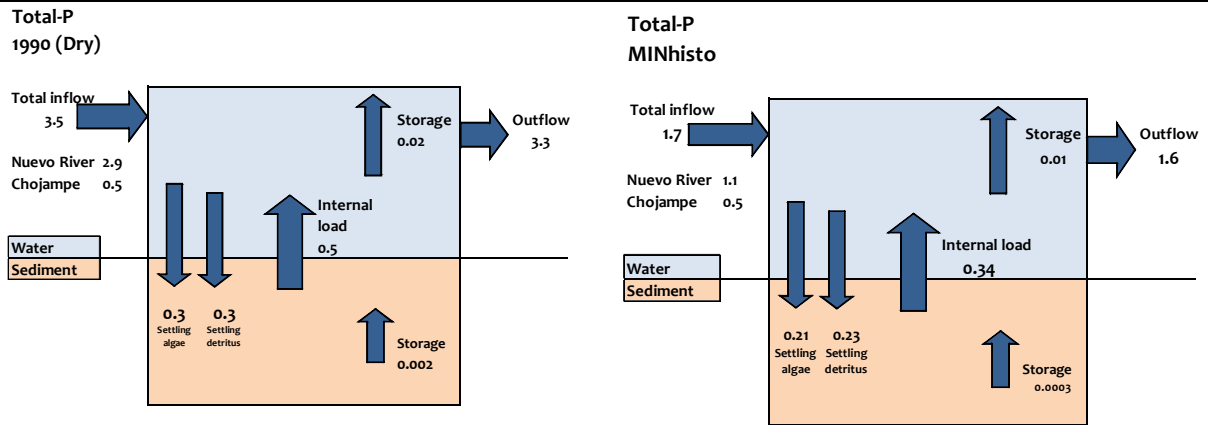 Total-P
1990 (Dry)
Total inflow
3.5
Nuevo River 2.9
Chojampe 0.5
Storage
0.02
Outflow
3.3
Internal
load
0.5
Water
Sediment
0.3
Settling
algae
0.3
Settling
detritus
Storage
0.002
Total-P
MINhisto
Total inflow
1.7
Nuevo River 1.1
Chojampe 0.5
Storage
0.01
Outflow
1.6
Internal load
0.34
Water
Sediment
0.21
Settling
algae
0.23
Settling
detritus
Storage
0.0003